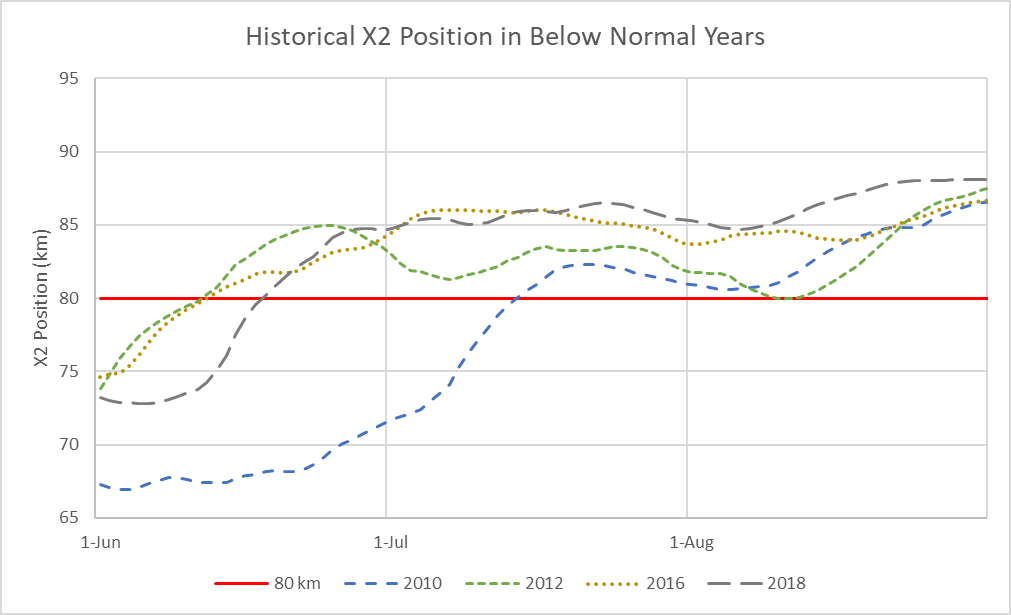 Historical X2 Position in Below Normal Years
X2 Position (km)
95
90
85
80
75
70
65
1-Jun 1-Jul 1-Aug
80 km 2010 2012 2016 2018